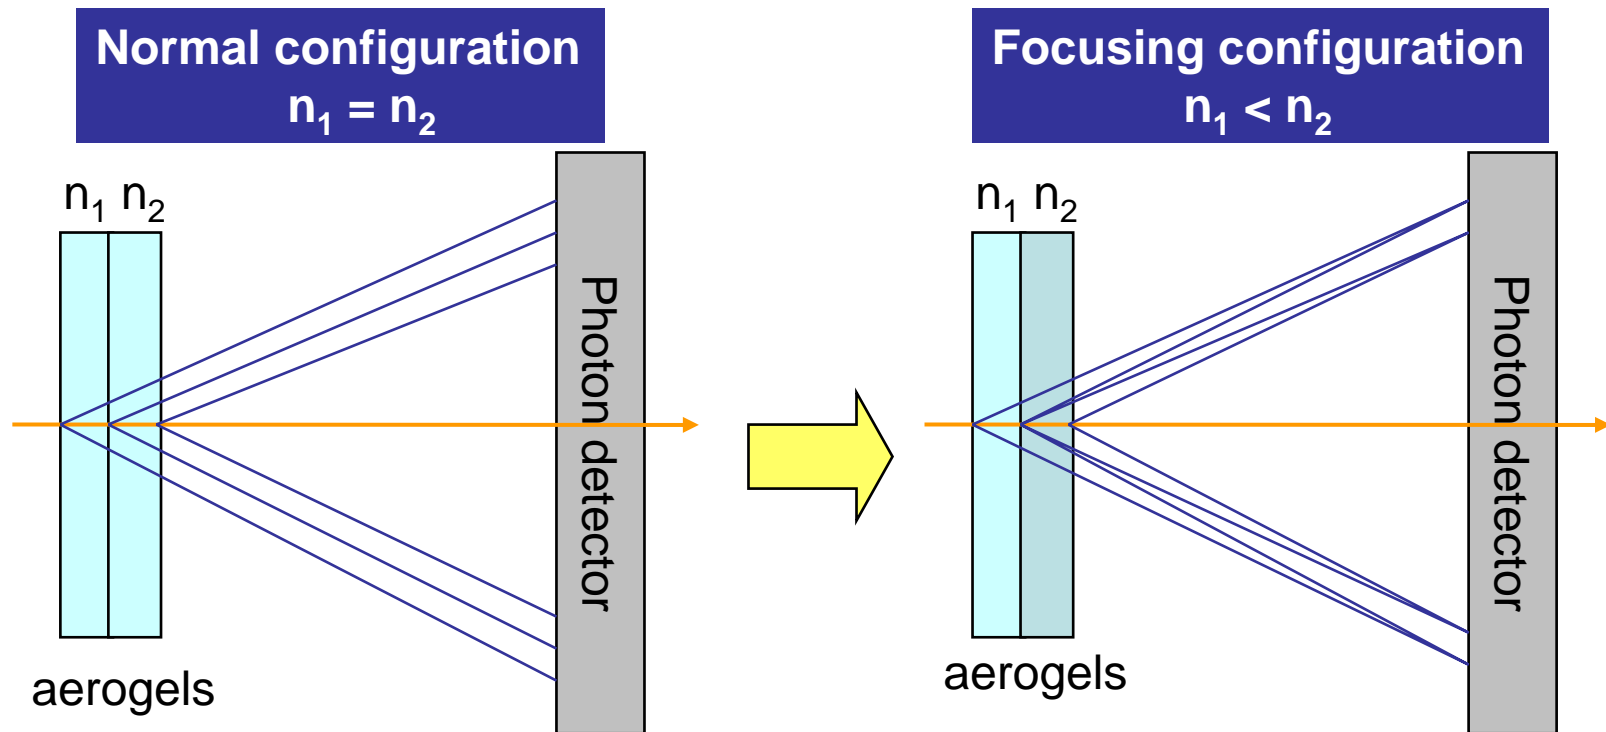 Normal configuration
n₁ = n₂
n₁ n₂
Photon detector
aerogels
Focusing configuration
n₁ < n₂
n₁ n₂
Photon detector
aerogels